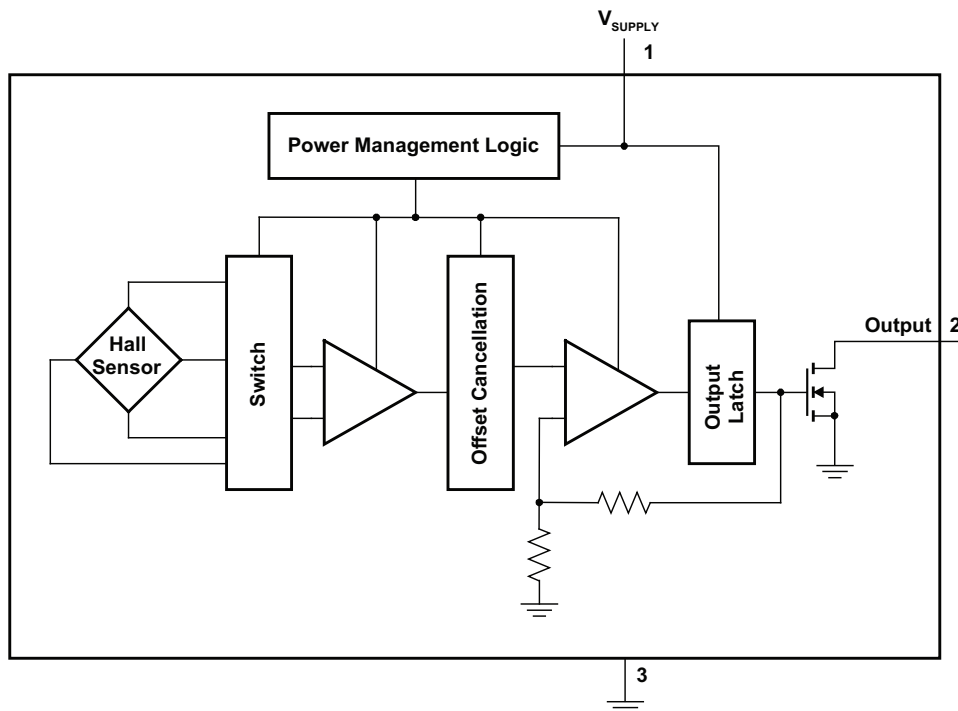 V_SUPPLY
1
Power Management Logic
Hall
Sensor
Switch
Offset Cancellation
Output
Latch
Output
2
3